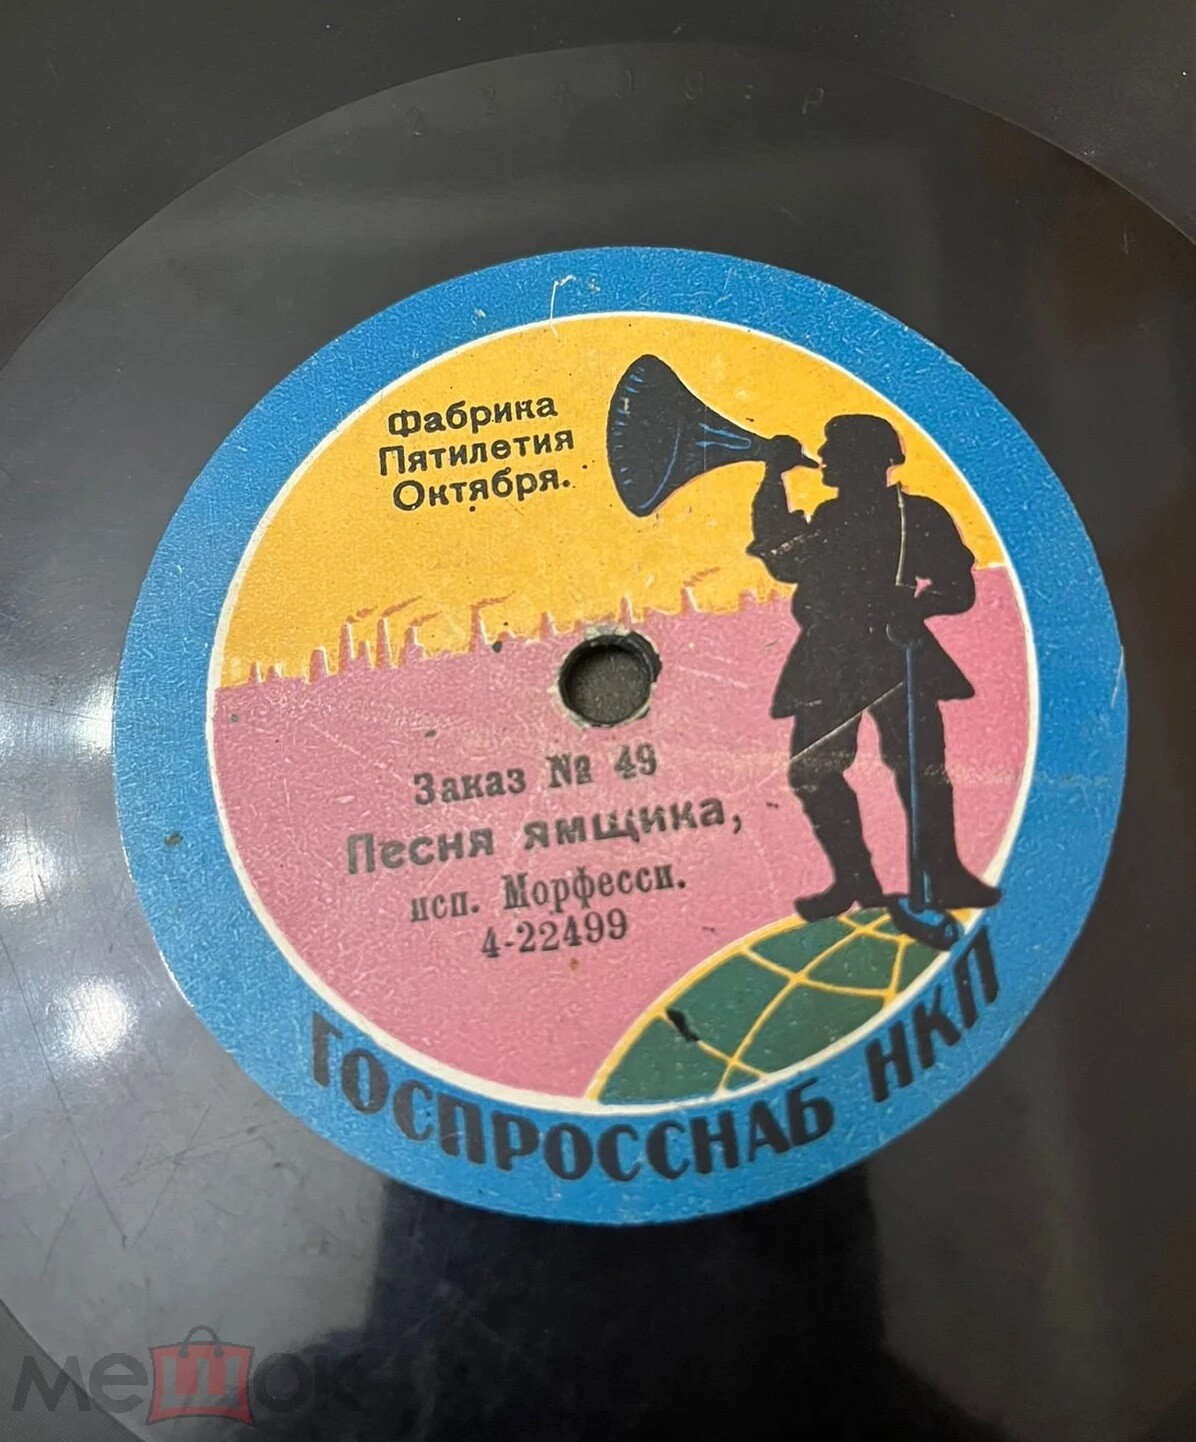 Фабрика
Пятилетия
Октября.
Заказ № 49
Песня ямщика,
исп. Морфесси.
4-22499
ГОСПРОССНАБ НКП
мешок